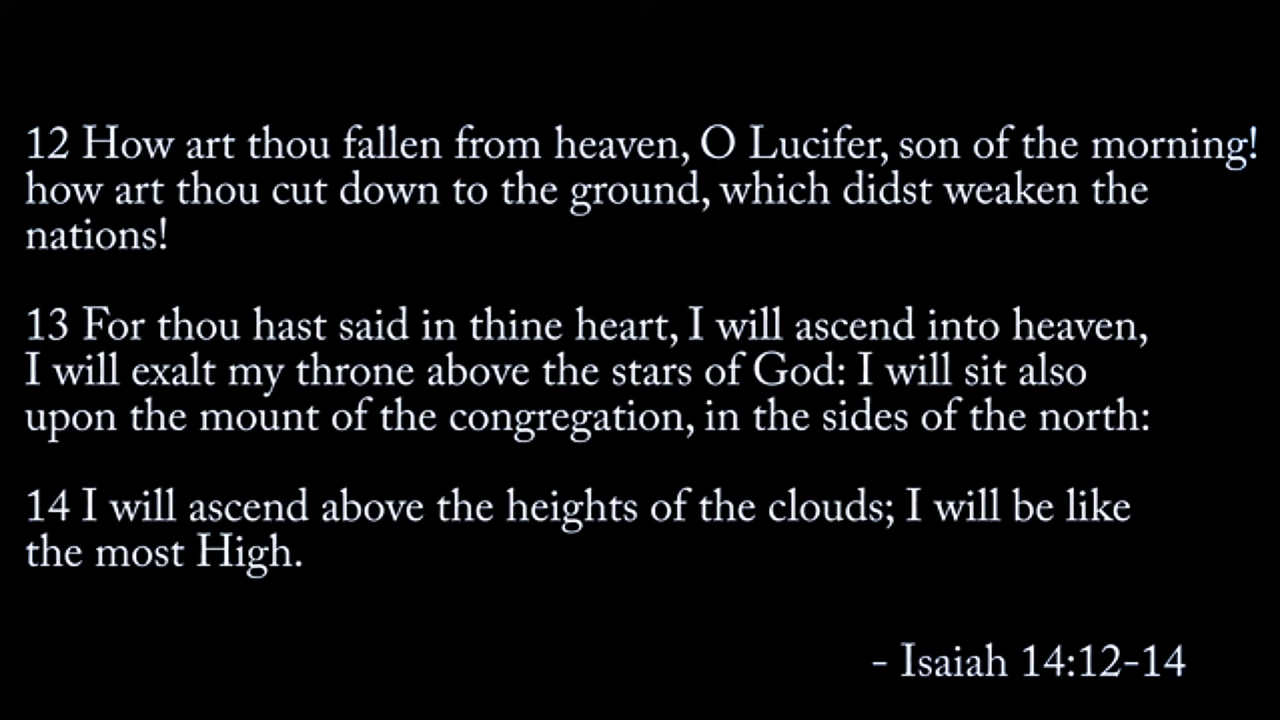 12 How art thou fallen from heaven, O Lucifer, son of the morning!
how art thou cut down to the ground, which didst weaken the
nations!
13 For thou hast said in thine heart, I will ascend into heaven,
I will exalt my throne above the stars of God: I will sit also
upon the mount of the congregation, in the sides of the north:
14 I will ascend above the heights of the clouds; I will be like
the most High.
- Isaiah 14:12-14